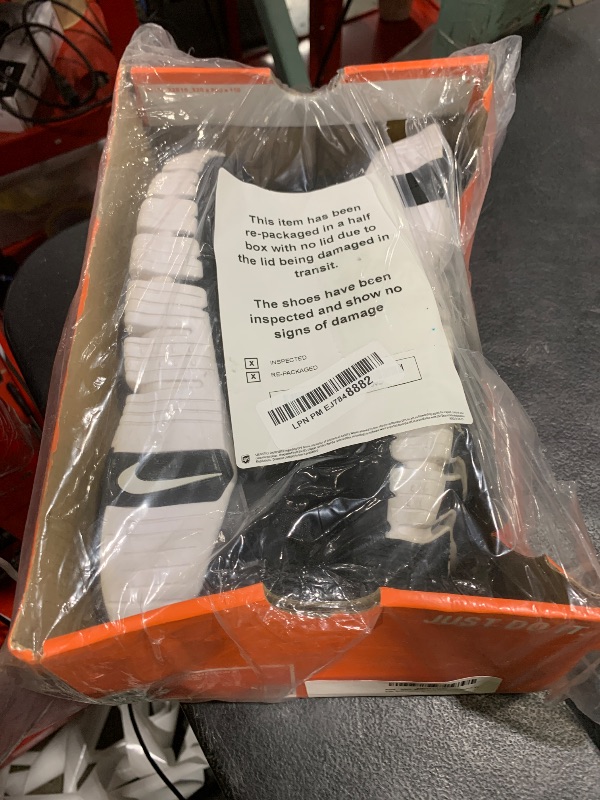 This item has been
re-packaged in a half
box with no lid due to
the lid being damaged in
transit.
The shoes have been
inspected and show no
signs of damage
X INSPECTED
X RE-PACKAGED
LPN PM EJ7848882
JUST DO IT.